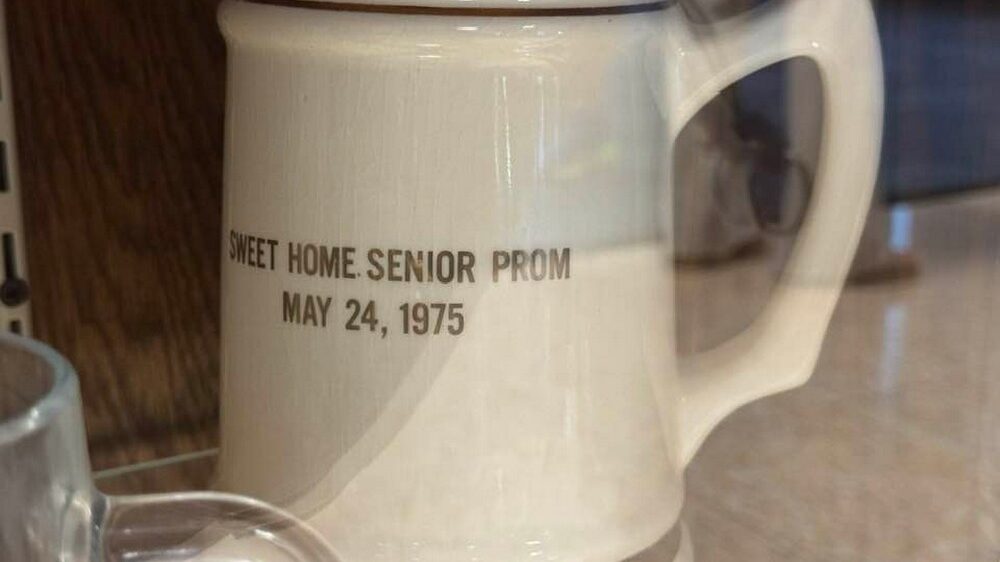 SWEET HOME SENIOR PROM
MAY 24, 1975